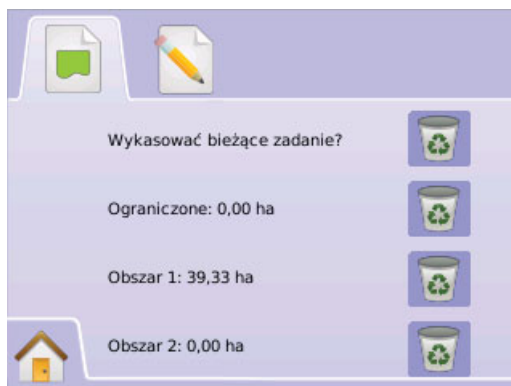 Wykasować bieżące zadanie?
Ograniczone: 0,00 ha
Obszar 1: 39,33 ha
Obszar 2: 0,00 ha